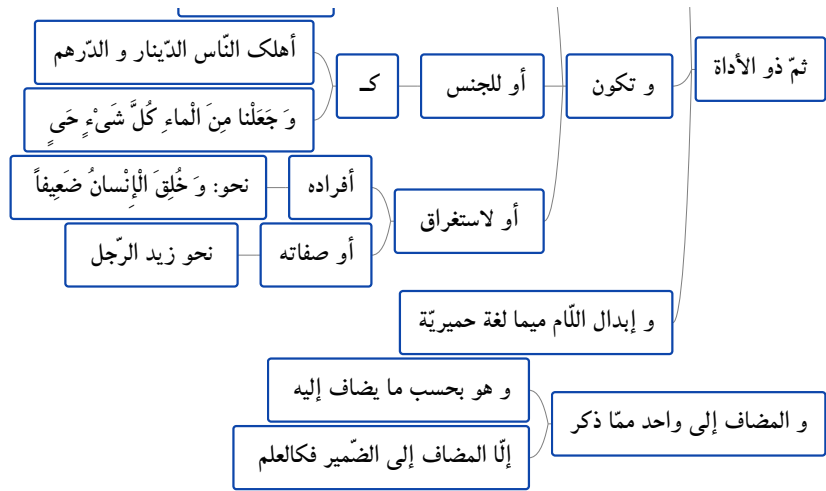 ثمّ ذو الأداة
و تكون
أو للجنس
كـ
أهلک النّاس الدّينار و الدّرهم
وَ جَعَلْنا مِنَ الْماءِ كُلَّ شَىْءٍ حَىٍ
أو لاستغراق
أفراده
نحو: وَ خُلِقَ الْإِنْسانُ ضَعِيفاً
أو صفاته
نحو زيد الرّجل
و إبدال اللّام ميما لغة حميريّة
و المضاف إلى واحد ممّا ذكر
و هو بحسب ما يضاف إليه
إلّا المضاف إلى الضّمير فكالعلم